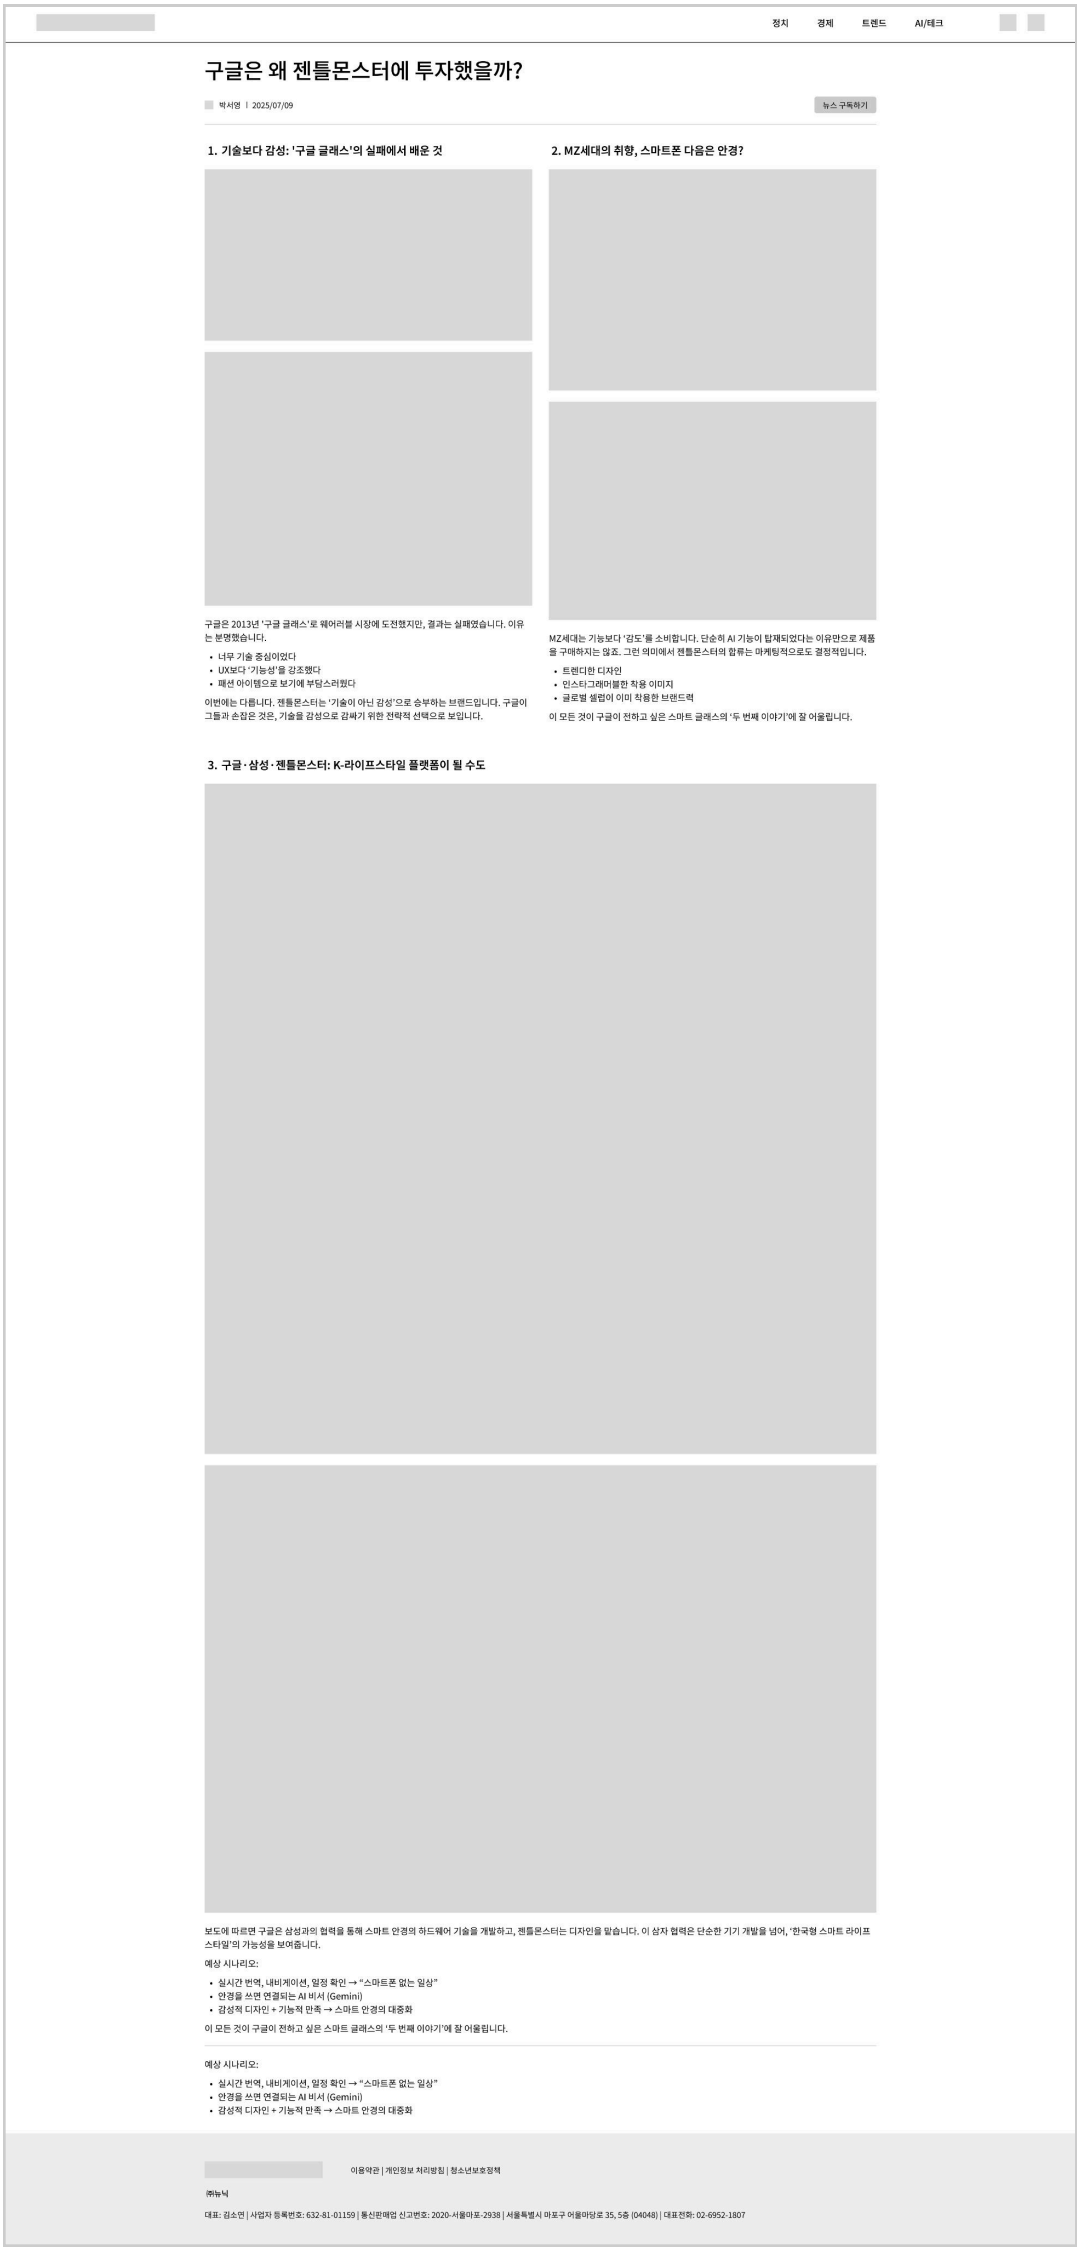 정치 경제 트렌드 AI/테크
구글은 왜 젠틀몬스터에 투자했을까?
박서영 | 2025/07/09
뉴스 구독하기
1. 기술보다 감성: '구글 글래스'의 실패에서 배운 것
구글은 2013년 '구글 글래스'로 웨어러블 시장에 도전했지만, 결과는 실패였습니다. 이유
는 분명했습니다.
• 너무 기술 중심이었다
• UX보다 ‘기능성’을 강조했다
• 패션 아이템으로 보기에 부담스러웠다
이번에는 다릅니다. 젠틀몬스터는 ‘기술이 아닌 감성’으로 승부하는 브랜드입니다. 구글이
그들과 손잡은 것은, 기술을 감성으로 감싸기 위한 전략적 선택으로 보입니다.
2. MZ세대의 취향, 스마트폰 다음은 안경?
MZ세대는 기능보다 ‘감도’를 소비합니다. 단순히 AI 기능이 탑재되었다는 이유만으로 제품
을 구매하지는 않죠. 그런 의미에서 젠틀몬스터의 합류는 마케팅적으로도 결정적입니다.
• 트렌디한 디자인
• 인스타그래머블한 착용 이미지
• 글로벌 셀럽이 이미 착용한 브랜드력
이 모든 것이 구글이 전하고 싶은 스마트 글래스의 ‘두 번째 이야기’에 잘 어울립니다.
3. 구글·삼성·젠틀몬스터: K-라이프스타일 플랫폼이 될 수도
보도에 따르면 구글은 삼성과의 협력을 통해 스마트 안경의 하드웨어 기술을 개발하고, 젠틀몬스터는 디자인을 맡습니다. 이 삼자 협력은 단순한 기기 개발을 넘어, ‘한국형 스마트 라이프
스타일’의 가능성을 보여줍니다.
예상 시나리오:
• 실시간 번역, 내비게이션, 일정 확인 → “스마트폰 없는 일상”
• 안경을 쓰면 연결되는 AI 비서 (Gemini)
• 감성적 디자인 + 기능적 만족 → 스마트 안경의 대중화
이 모든 것이 구글이 전하고 싶은 스마트 글래스의 ‘두 번째 이야기’에 잘 어울립니다.
예상 시나리오:
• 실시간 번역, 내비게이션, 일정 확인 → “스마트폰 없는 일상”
• 안경을 쓰면 연결되는 AI 비서 (Gemini)
• 감성적 디자인 + 기능적 만족 → 스마트 안경의 대중화
이용약관 | 개인정보 처리방침 | 청소년보호정책
㈜뉴닉
대표: 김소연 | 사업자 등록번호: 632-81-01159 | 통신판매업 신고번호: 2020-서울마포-2938 | 서울특별시 마포구 어울마당로 35, 5층 (04048) | 대표전화: 02-6952-1807